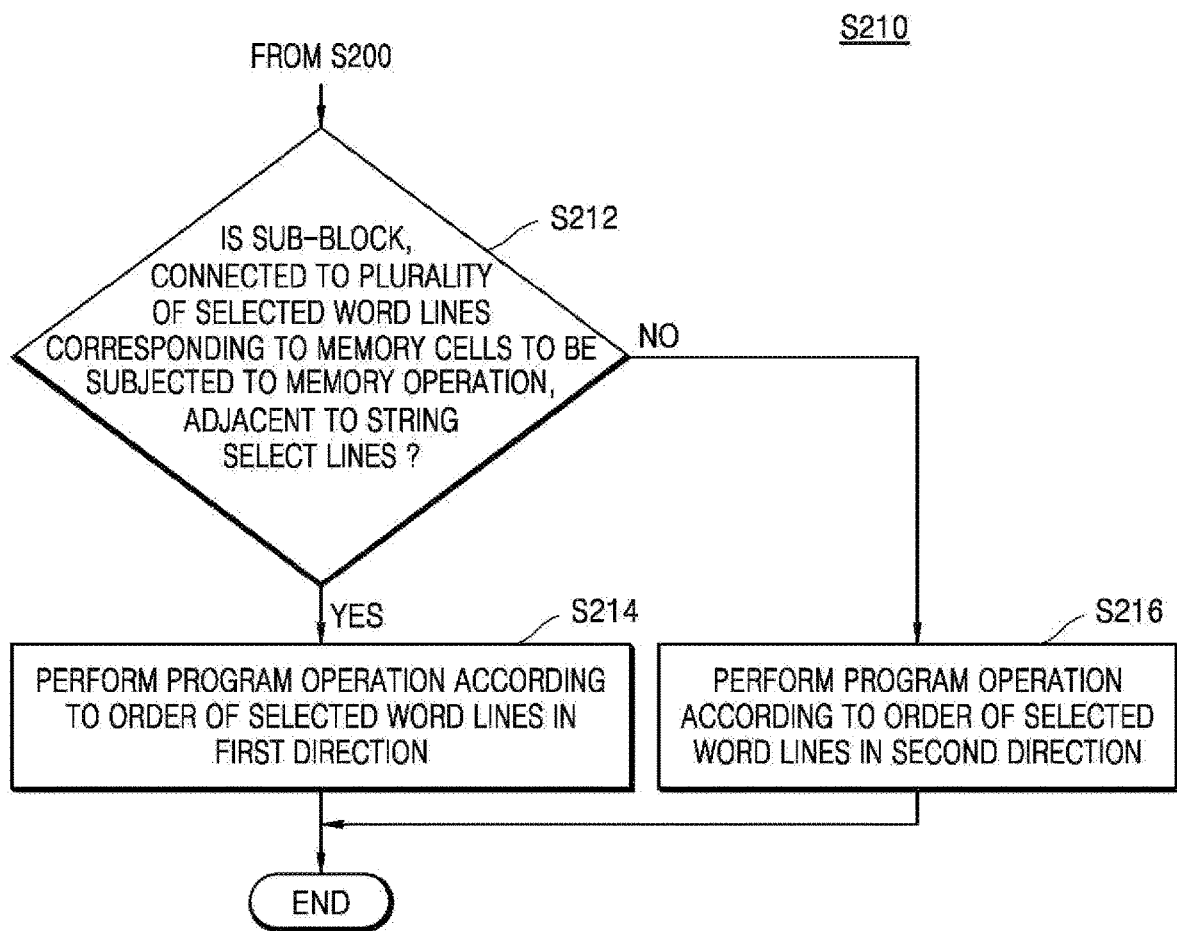 S210
FROM S200
S212
IS SUB-BLOCK,
CONNECTED TO PLURALITY
OF SELECTED WORD LINES
CORRESPONDING TO MEMORY CELLS TO BE
SUBJECTED TO MEMORY OPERATION,
ADJACENT TO STRING
SELECT LINES ?
NO
YES
S214
PERFORM PROGRAM OPERATION ACCORDING
TO ORDER OF SELECTED WORD LINES IN
FIRST DIRECTION
S216
PERFORM PROGRAM OPERATION
ACCORDING TO ORDER OF SELECTED
WORD LINES IN SECOND DIRECTION
END